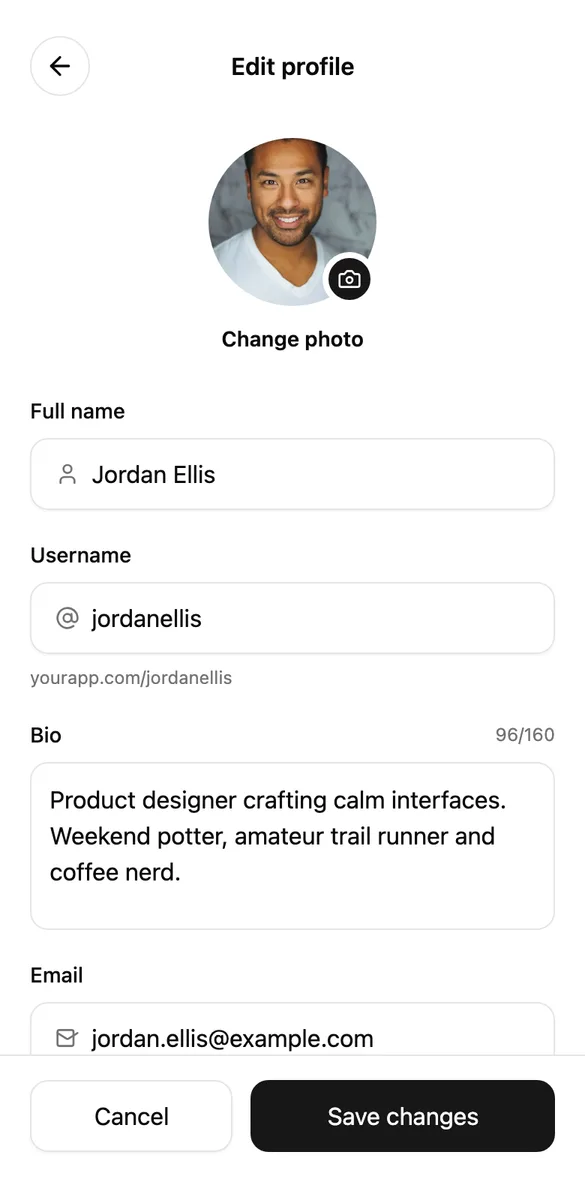 Edit profile
Change photo
Full name
Jordan Ellis
Username
@ jordanellis
yourapp.com/jordanellis
Bio
96/160
Product designer crafting calm interfaces.
Weekend potter, amateur trail runner and
coffee nerd.
Email
jordan.ellis@example.com
Cancel
Save changes